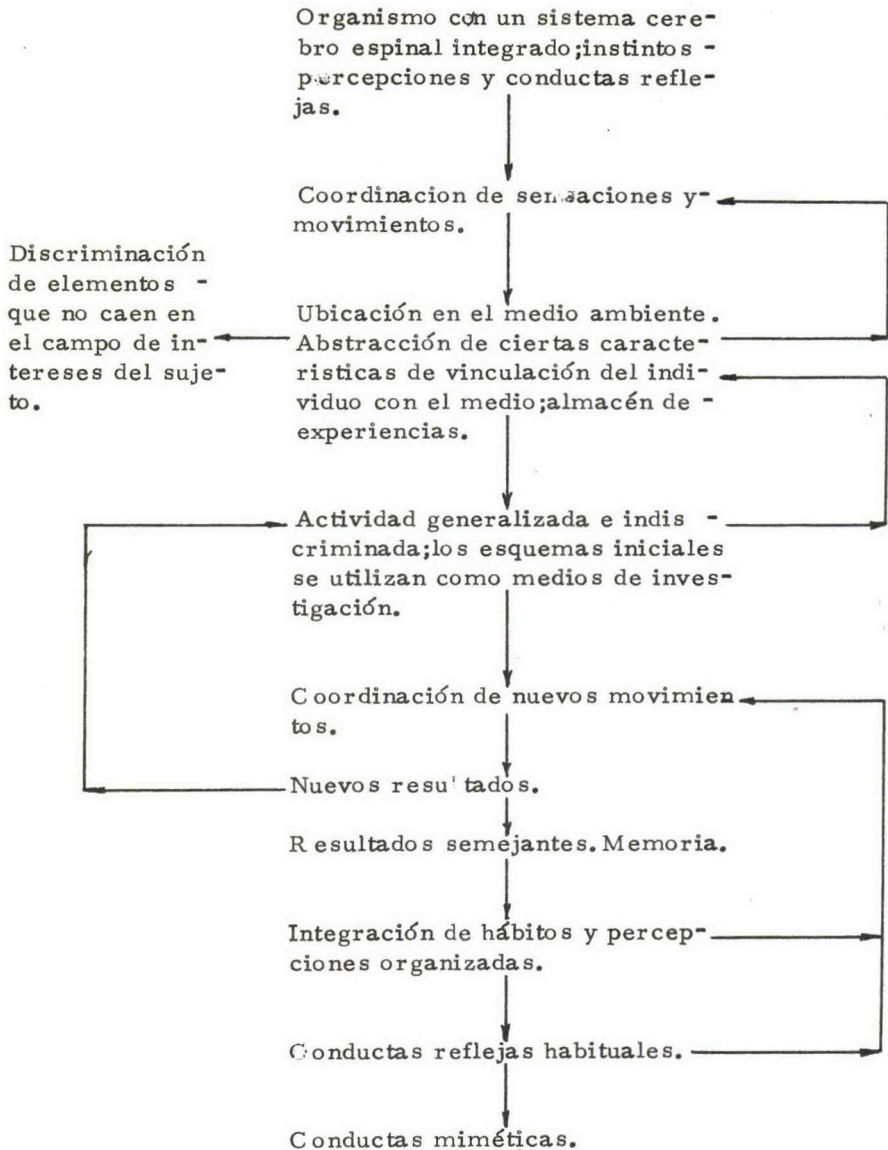 Organismo con un sistema cere-
bro espinal integrado;instintos -
percepciones y conductas refle-
jas.
Coordinacion de sensaciones y-
movimientos.
Discriminación
de elementos -
que no caen en
el campo de in-
tereses del suje-
to.
Ubicación en el medio ambiente.
Abstracción de ciertas caracte-
risticas de vinculación del indi-
viduo con el medio;almacén de -
experiencias.
Actividad generalizada e indis -
criminada;los esquemas iniciales
se utilizan como medios de inves-
tigación.
Coordinación de nuevos movimien
tos.
Nuevos resultados.
Resultados semejantes. Memoria.
Integración de hábitos y percep-
ciones organizadas.
Conductas reflejas habituales.
Conductas miméticas.